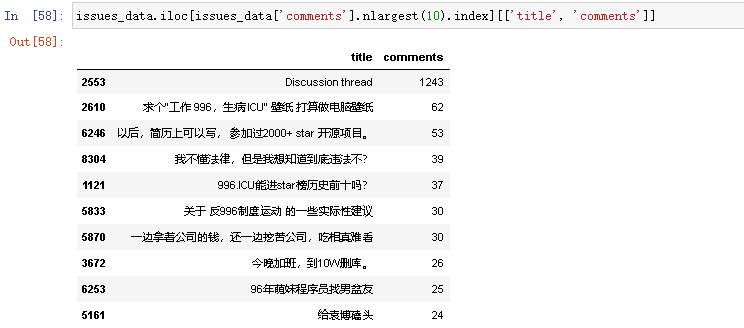 In [58]: issues_data.iloc[issues_data['comments'].nlargest(10).index][['title', 'comments']]
Out[58]:
title comments
2553 Discussion thread 1243
2610 求个"工作 996，生病 ICU" 壁纸 打算做电脑壁纸 62
6246 以后，简历上可以写， 参加过2000+ star 开源项目。 53
8304 我不懂法律，但是我想知道到底违法不？ 39
1121 996.ICU能进star榜历史前十吗？ 37
5833 关于 反996制度运动 的一些实际性建议 30
5870 一边拿着公司的钱，还一边挖苦公司，吃相真难看 30
3672 今晚加班，到10W删库。 26
6253 96年萌妹程序员找男盆友 25
5161 给袁博磕头 24